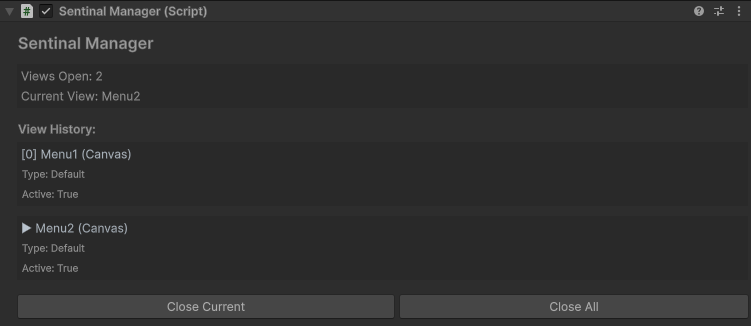 # Sentinal Manager (Script)
Sentinal Manager
Views Open: 2
Current View: Menu2
View History:
[0] Menu1 (Canvas)
Type: Default
Active: True
▶ Menu2 (Canvas)
Type: Default
Active: True
Close Current
Close All